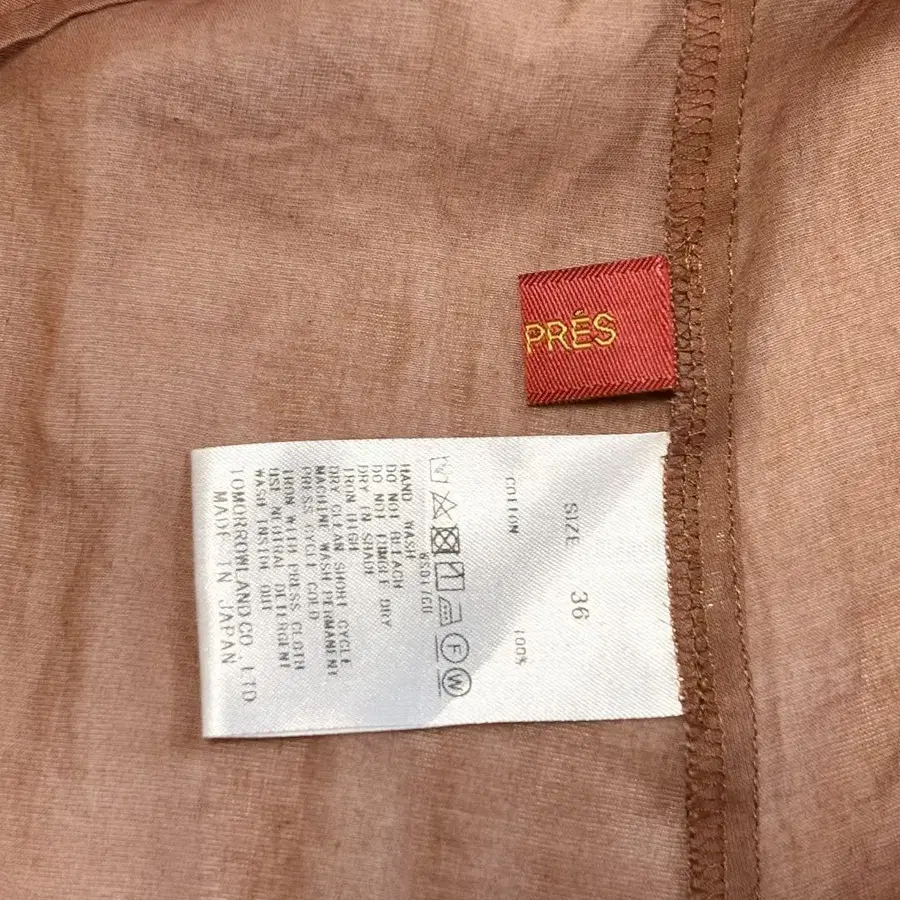 PRÉS
SIZE 36
COTTON 100%
HAND WASH
DO NOT BLEACH
DO NOT TUMBLE DRY
DRY IN SHADE
IRON HIGH
DRY CLEAN SHORT CYCLE
MACHINE WASH PERMANENT
PRESS CYCLE COLD
IRON WITH PRESS CLOTH
USE NEUTRAL DETERGENT
WASH INSIDE OUT
TOMORROWLAND CO., LTD
MADE IN JAPAN
F
W